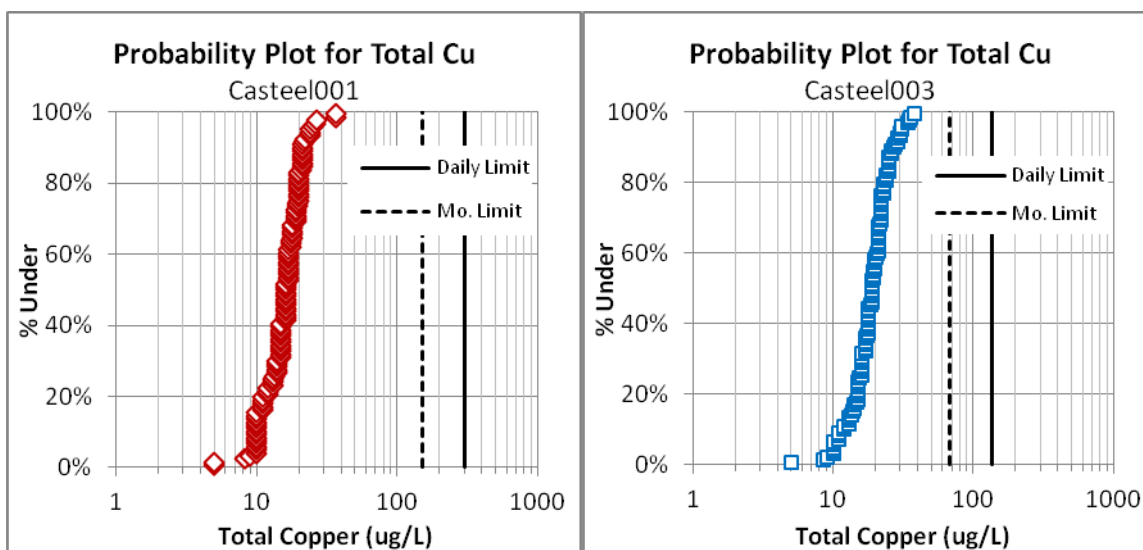 Probability Plot for Total Cu
Casteel001
100%
80%
60%
40%
20%
0%
% Under
Daily Limit
Mo. Limit
1 10 100 1000
Total Copper (ug/L)
Probability Plot for Total Cu
Casteel003
100%
80%
60%
40%
20%
0%
% Under
Daily Limit
Mo. Limit
1 10 100 1000
Total Copper (ug/L)